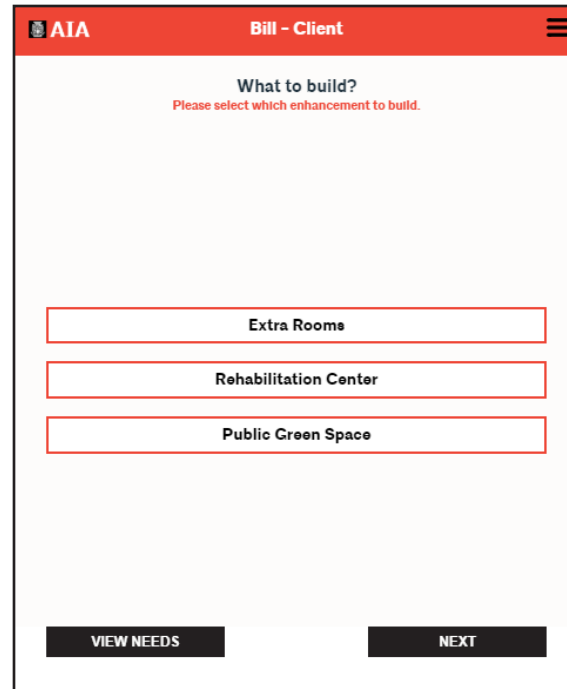 AIA
Bill - Client
What to build?
Please select which enhancement to build.
Extra Rooms
Rehabilitation Center
Public Green Space
VIEW NEEDS
NEXT